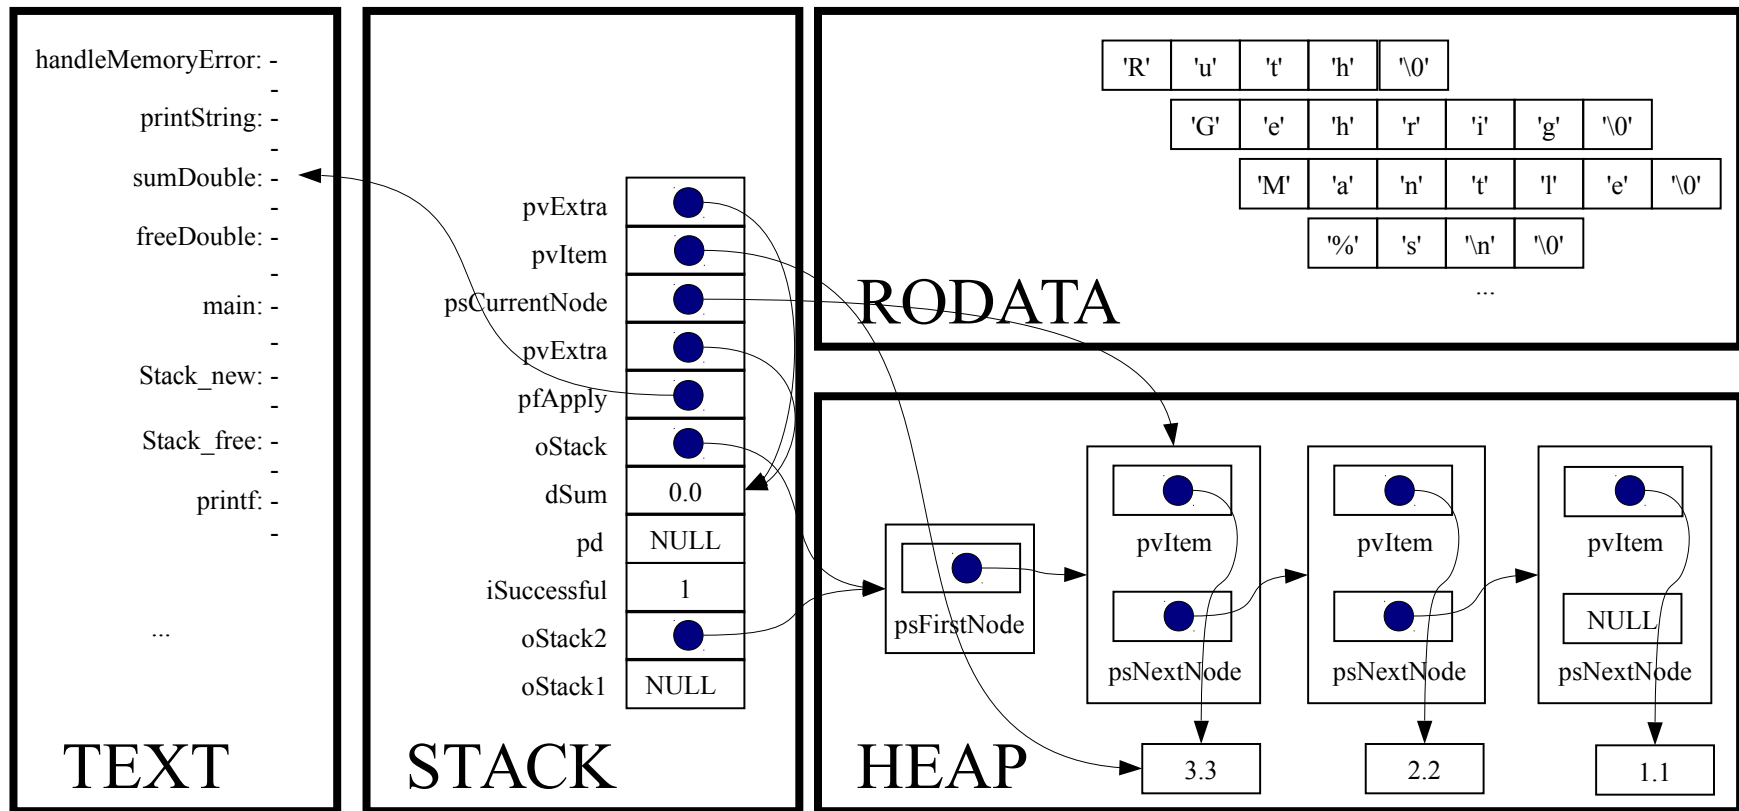 handleMemoryError: -
-
printString: -
-
sumDouble: -
-
freeDouble: -
-
main: -
-
Stack_new: -
-
Stack_free: -
-
printf: -
-
...
TEXT
pvExtra
pvItem
psCurrentNode
pvExtra
pfApply
oStack
dSum 0.0
pd NULL
iSuccessful 1
oStack2
oStack1 NULL
STACK
'R' 'u' 't' 'h' '\0'
'G' 'e' 'h' 'r' 'i' 'g' '\0'
'M' 'a' 'n' 't' 'l' 'e' '\0'
'%' 's' '\n' '\0'
...
RODATA
psFirstNode
pvItem
psNextNode
pvItem
psNextNode
pvItem
NULL
psNextNode
3.3
2.2
1.1
HEAP